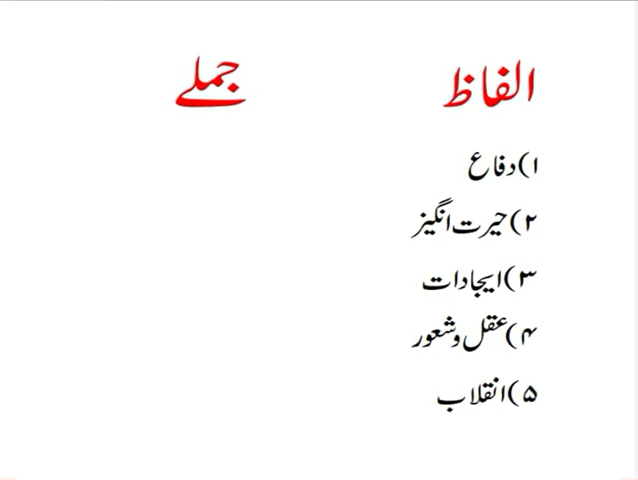 الفاظ جملے
۱) دفاع
۲) حیرت انگیز
۳) ایجادات
۴) عقل و شعور
۵) انقلاب